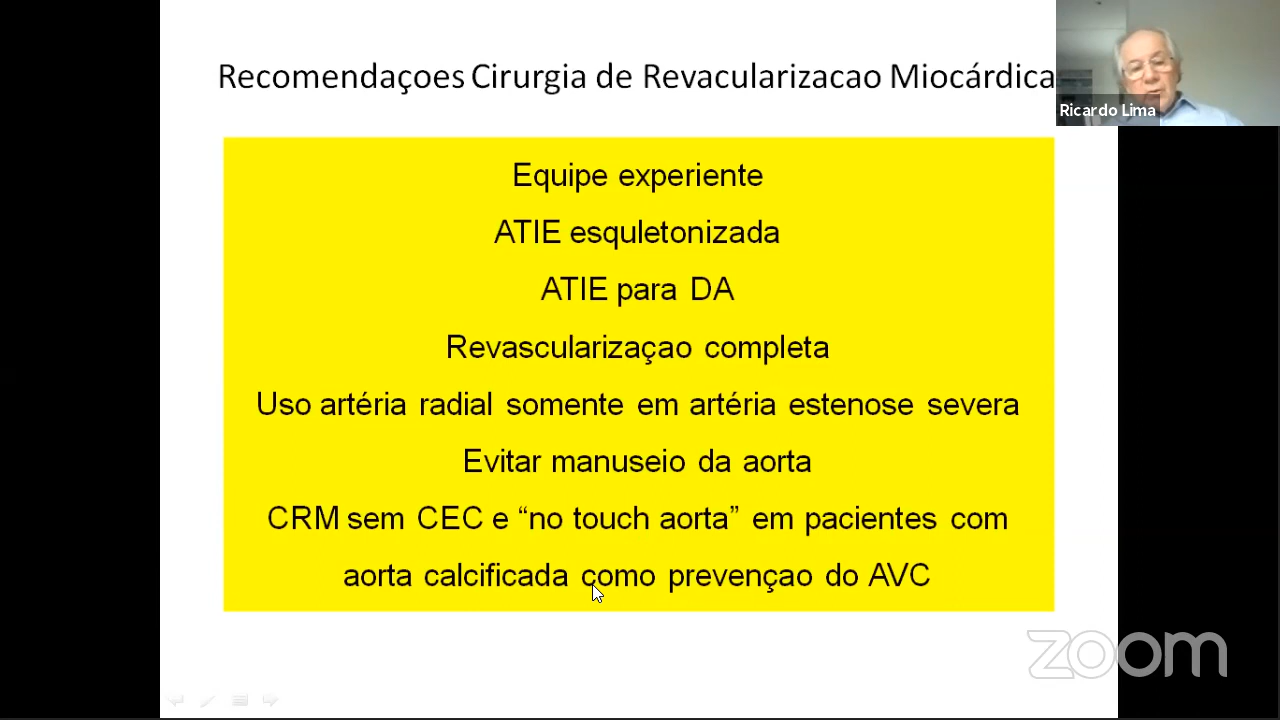 Recomendaçoes Cirurgia de Revacularizacao Miocárdica
Ricardo Lima
Equipe experiente
ATIE esquletonizada
ATIE para DA
Revascularizaçao completa
Uso artéria radial somente em artéria estenose severa
Evitar manuseio da aorta
CRM sem CEC e “no touch aorta” em pacientes com
aorta calcificada como prevençao do AVC
zoom